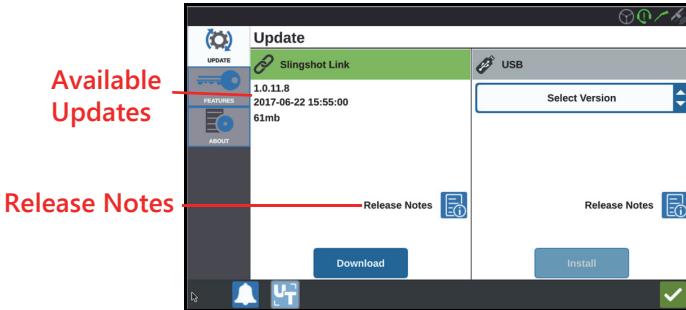 Update
UPDATE
Slingshot Link
USB
Available
Updates
1.0.11.8
2017-06-22 15:55:00
61mb
Select Version
FEATURES
ABOUT
Release Notes
Release Notes
Release Notes
Download
Install
UT